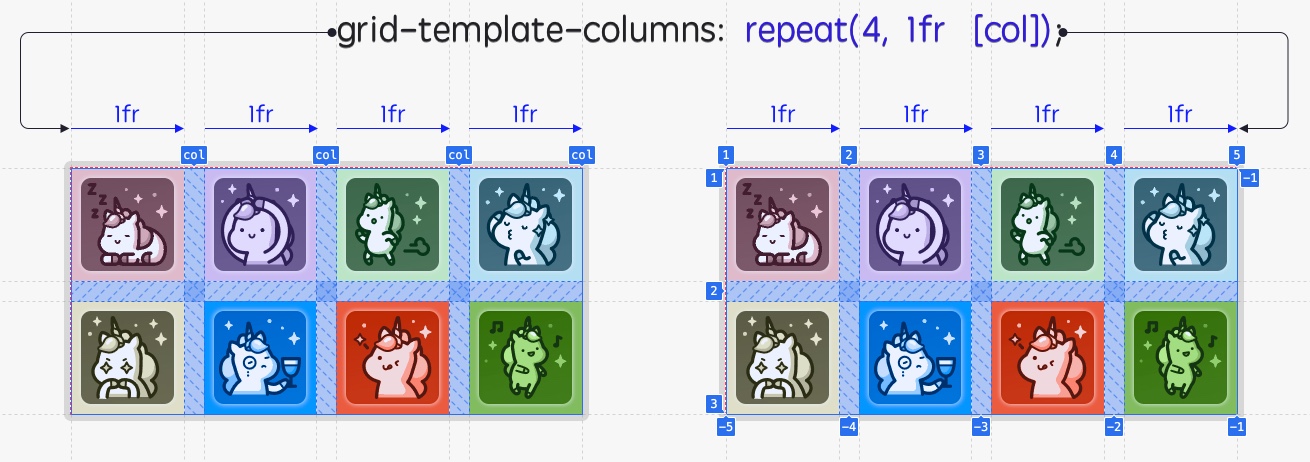 grid-template-columns: repeat(4, 1fr [col]);
1fr 1fr 1fr 1fr 1fr 1fr 1fr 1fr
col col col col 1 2 3 4 5
1 -1
z z z z z z
2
3
-5 -4 -3 -2 -1